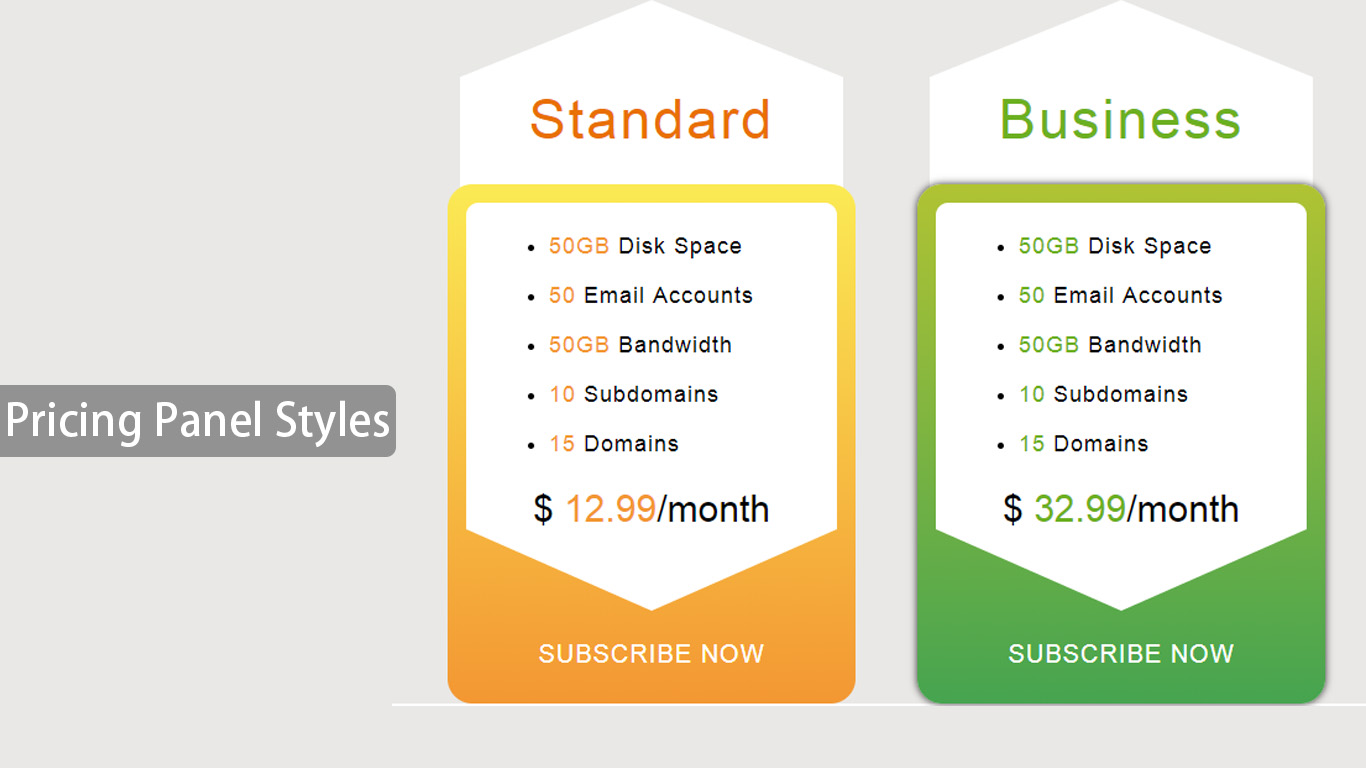 Pricing Panel Styles
Standard
• 50GB Disk Space
• 50 Email Accounts
• 50GB Bandwidth
• 10 Subdomains
• 15 Domains
$ 12.99/month
SUBSCRIBE NOW
Business
• 50GB Disk Space
• 50 Email Accounts
• 50GB Bandwidth
• 10 Subdomains
• 15 Domains
$ 32.99/month
SUBSCRIBE NOW